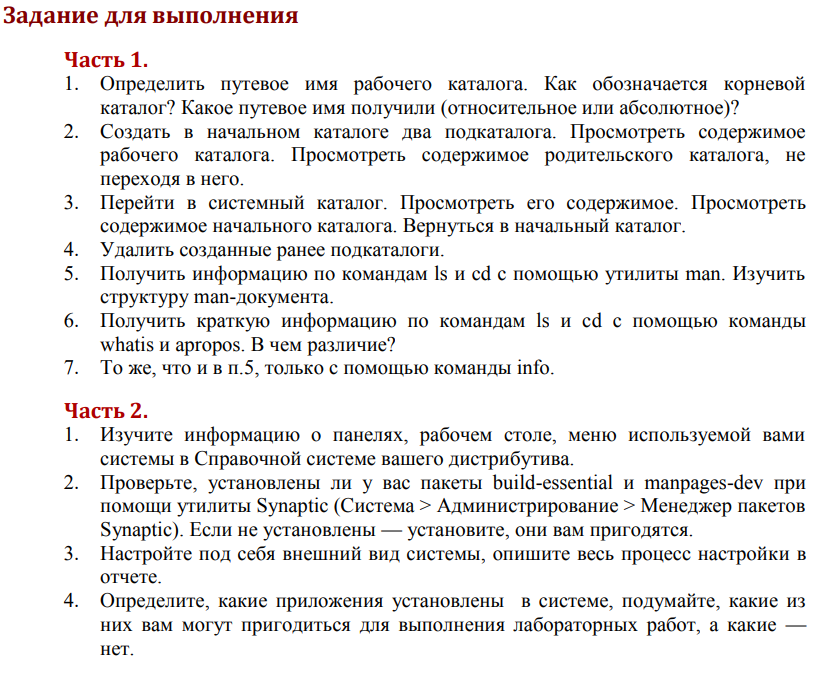 Задание для выполнения
Часть 1.
1. Определить путевое имя рабочего каталога. Как обозначается корневой
каталог? Какое путевое имя получили (относительное или абсолютное)?
2. Создать в начальном каталоге два подкаталога. Просмотреть содержимое
рабочего каталога. Просмотреть содержимое родительского каталога, не
переходя в него.
3. Перейти в системный каталог. Просмотреть его содержимое. Просмотреть
содержимое начального каталога. Вернуться в начальный каталог.
4. Удалить созданные ранее подкаталоги.
5. Получить информацию по командам ls и cd с помощью утилиты man. Изучить
структуру man-документа.
6. Получить краткую информацию по командам ls и cd с помощью команды
whatis и apropos. В чем различие?
7. То же, что и в п.5, только с помощью команды info.
Часть 2.
1. Изучите информацию о панелях, рабочем столе, меню используемой вами
системы в Справочной системе вашего дистрибутива.
2. Проверьте, установлены ли у вас пакеты build-essential и manpages-dev при
помощи утилиты Synaptic (Система > Администрирование > Менеджер пакетов
Synaptic). Если не установлены — установите, они вам пригодятся.
3. Настройте под себя внешний вид системы, опишите весь процесс настройки в
отчете.
4. Определите, какие приложения установлены в системе, подумайте, какие из
них вам могут пригодиться для выполнения лабораторных работ, а какие —
нет.